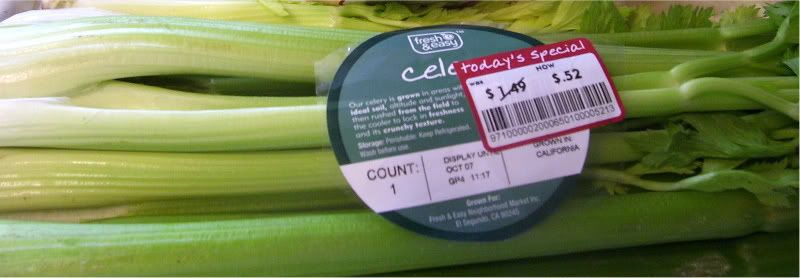 fresh
&easy
cele
Our celery is grown in areas with
ideal soil, altitude and sunlight,
then rushed from the field to
the cooler to lock in freshness
and its crunchy texture.
Storage: Perishable. Keep Refrigerated.
Wash before use.
today's special
was
$1.49
NOW
$.52
971000002000650100005213
COUNT:
1
DISPLAY UNTIL
OCT 07
GP4 11:17
GROWN IN:
CALIFORNIA
Grown For:
Fresh & Easy Neighborhood Market Inc.
El Segundo, CA 90245